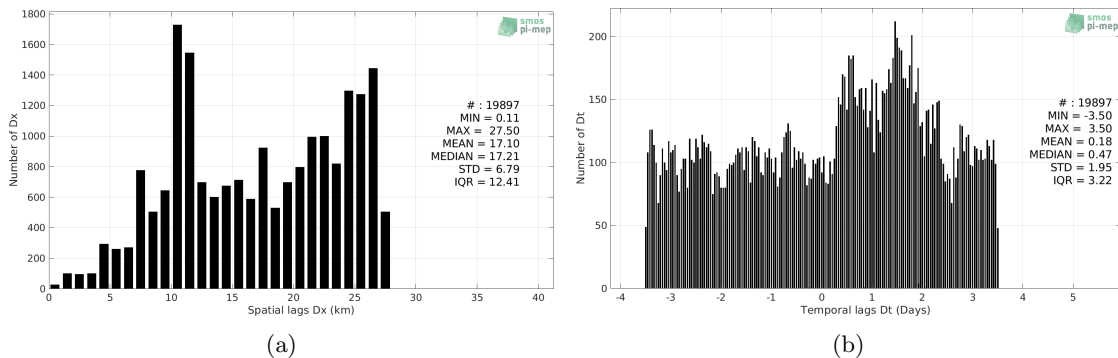 1800
1600
1400
1200
1000
800
600
400
200
0
Number of Dx
smos
pi-mep
# : 19897
MIN = 0.11
MAX = 27.50
MEAN = 17.10
MEDIAN = 17.21
STD = 6.79
IQR = 12.41
0 5 10 15 20 25 30 35 40
Spatial lags Dx (km)
(a)
200
150
100
50
0
Number of Dt
smos
pi-mep
# : 19897
MIN = -3.50
MAX = 3.50
MEAN = 0.18
MEDIAN = 0.47
STD = 1.95
IQR = 3.22
-4 -3 -2 -1 0 1 2 3 4 5
Temporal lags Dt (Days)
(b)